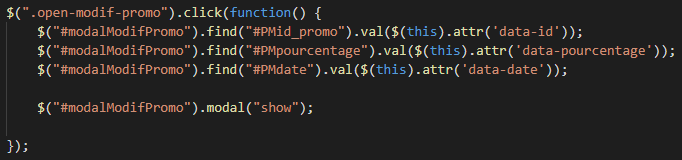 $(".open-modif-promo").click(function() {
$("#modalModifPromo").find("#PMid_promo").val($(this).attr('data-id'));
$("#modalModifPromo").find("#PMpourcentage").val($(this).attr('data-pourcentage'));
$("#modalModifPromo").find("#PMdate").val($(this).attr('data-date'));
$("#modalModifPromo").modal("show");
});